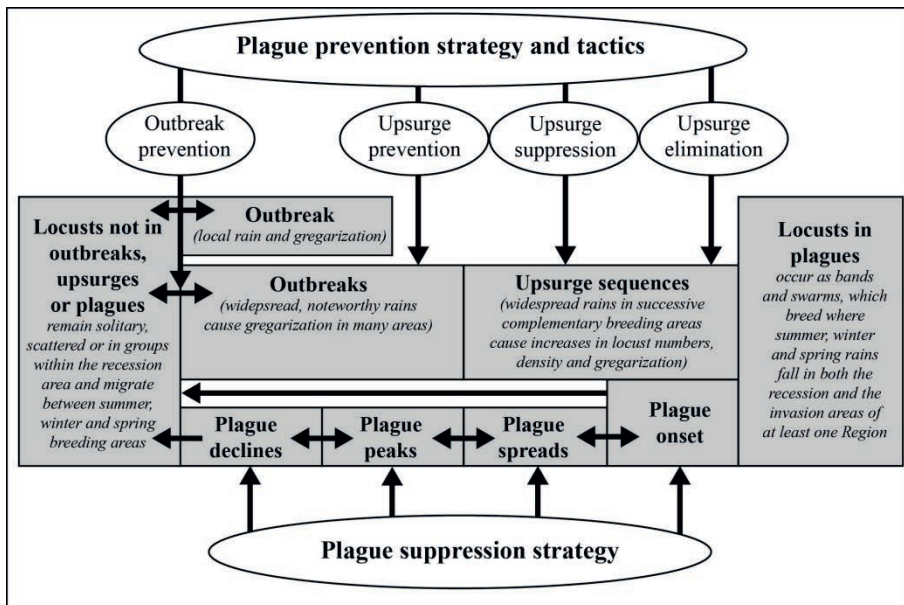 Plague prevention strategy and tactics
Outbreak
prevention
Upsurge
prevention
Upsurge
suppression
Upsurge
elimination
Locusts not in
outbreaks,
upsurges
or plagues
remain solitary,
scattered or in groups
within the recession
area and migrate
between summer,
winter and spring
breeding areas
Outbreak
(local rain and gregarization)
Outbreaks
(widepsread, noteworthy rains
cause gregarization in many areas)
Upsurge sequences
(widespread rains in successive
complementary breeding areas
cause increases in locust numbers,
density and gregarization)
Locusts in
plagues
occur as bands
and swarms, which
breed where
summer, winter
and spring rains
fall in both the
recession and the
invasion areas of
at least one Region
Plague
declines
Plague
peaks
Plague
spreads
Plague
onset
Plague suppression strategy